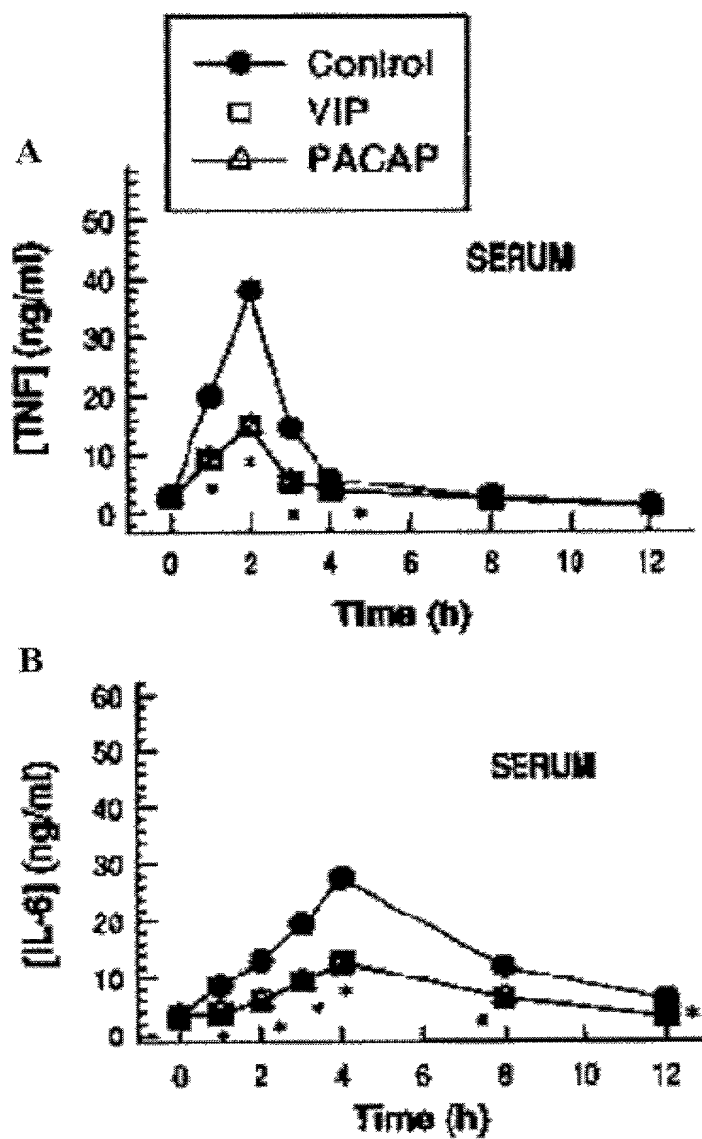 Control
VIP
PACAP
A
[TNF] (ng/ml)
50
40
30
20
10
0
SERUM
* * * *
0 2 4 6 8 10 12
Time (h)
B
[IL-6] (ng/ml)
60
50
40
30
20
10
0
SERUM
* * * * * *
0 2 4 6 8 10 12
Time (h)